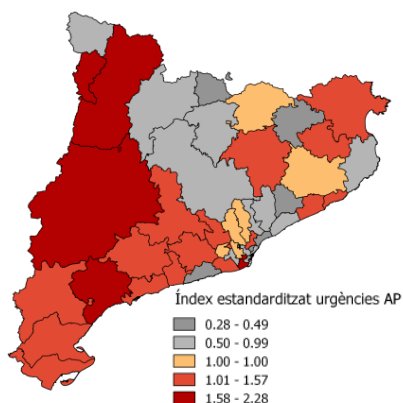 Índex estandarditzat urgències AP
0.28 - 0.49
0.50 - 0.99
1.00 - 1.00
1.01 - 1.57
1.58 - 2.28